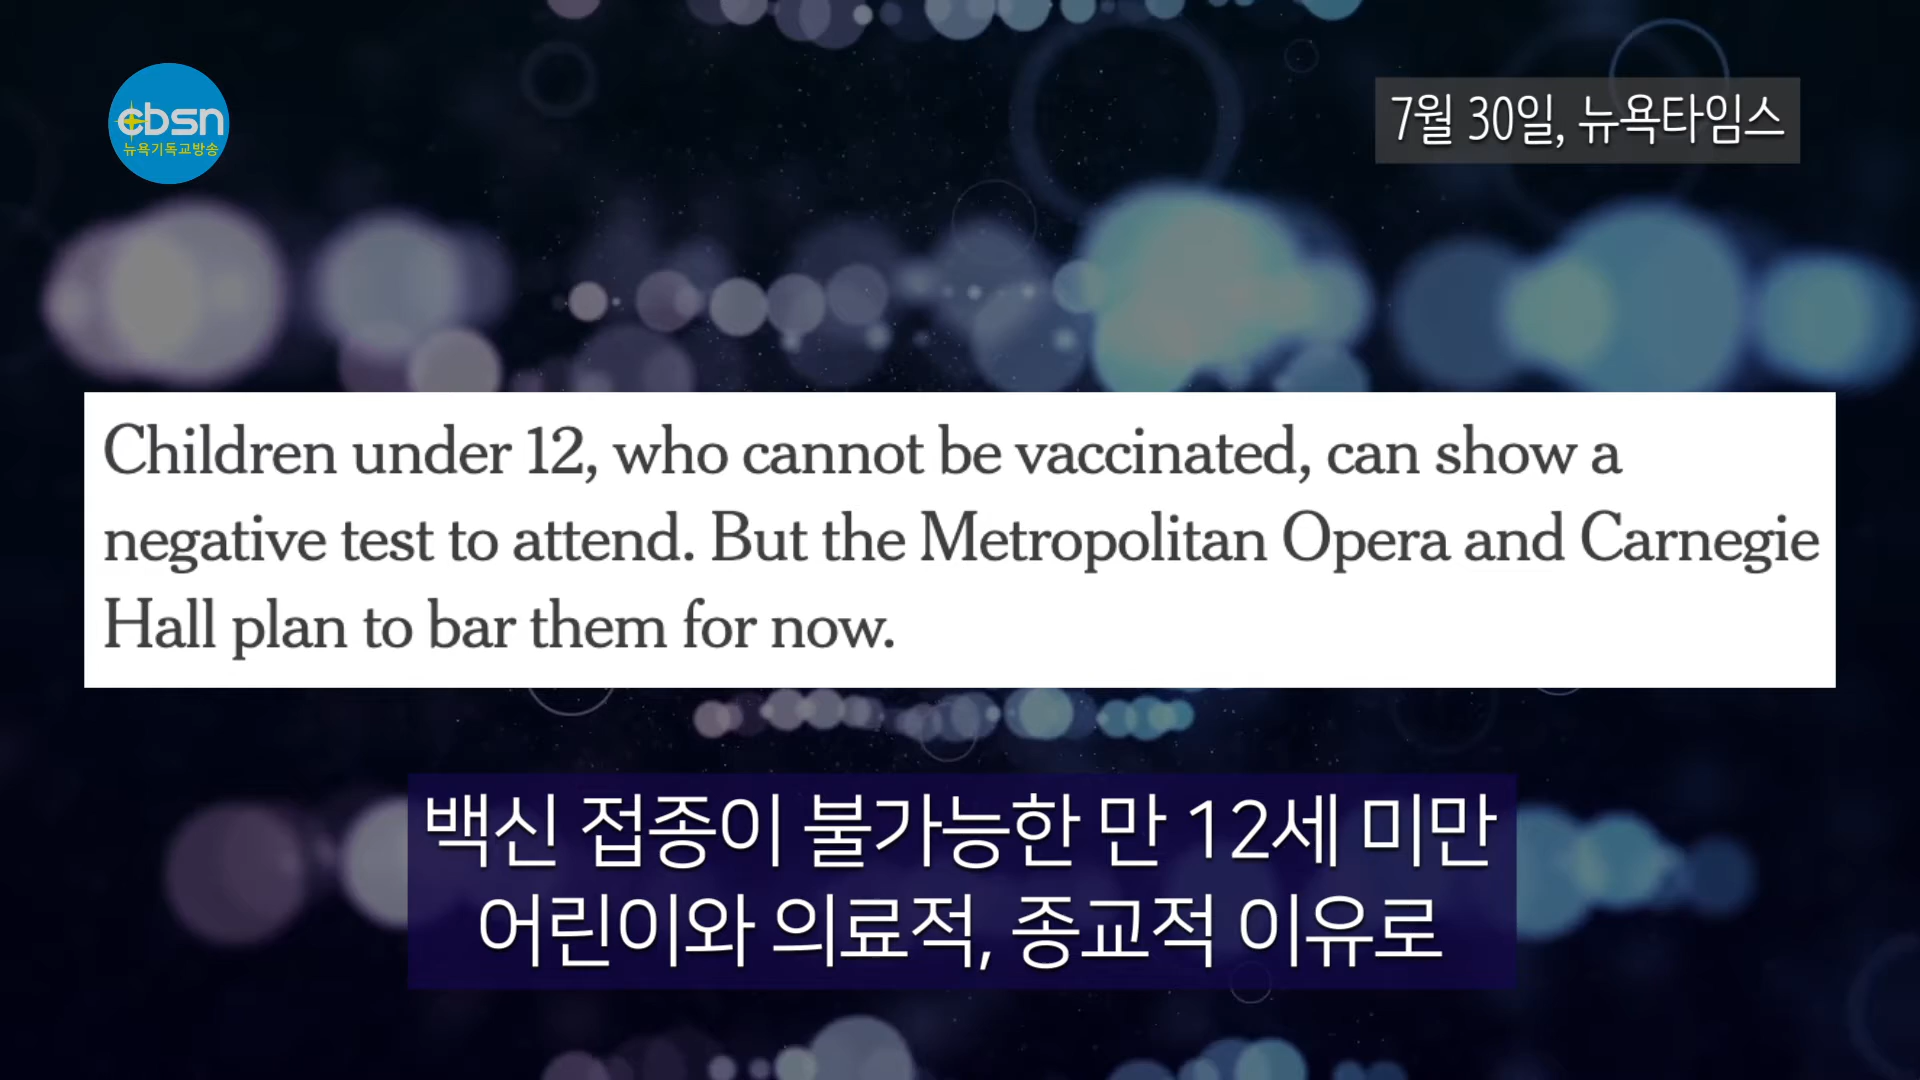 cbsn
뉴욕기독교방송
7월 30일, 뉴욕타임스
Children under 12, who cannot be vaccinated, can show a
negative test to attend. But the Metropolitan Opera and Carnegie
Hall plan to bar them for now.
백신 접종이 불가능한 만 12세 미만
어린이와 의료적, 종교적 이유로